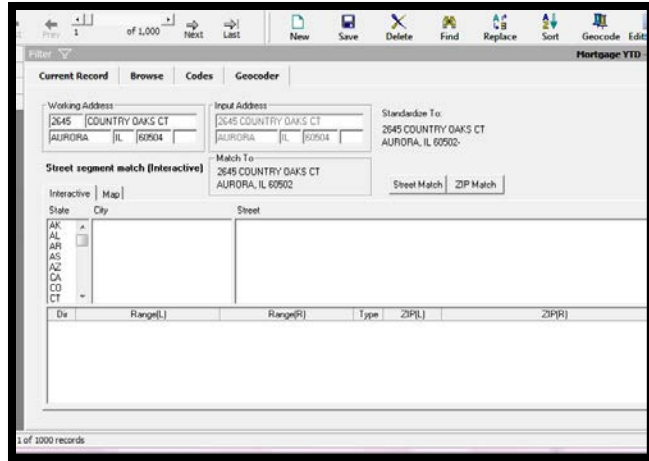 Prev 1 of 1,000 Next Last New Save Delete Find Replace Sort Geocode
Filter Mortgage YTD
Current Record Browse Codes Geocoder
Working Address Input Address
Standardize To:
2645 COUNTRY OAKS CT 2645 COUNTRY OAKS CT
2645 COUNTRY OAKS CT
AURORA IL 60504 AURORA IL 60504
AURORA, IL 60502-
Match To
Street segment match (Interactive) 2645 COUNTRY OAKS CT
AURORA, IL 60502
Street Match ZIP Match
Interactive Map
State City Street
AK
AL
AR
AS
AZ
CA
CO
CT
Dir Range(L) Range(R) Type ZIP(L) ZIP(R)
1 of 1000 records